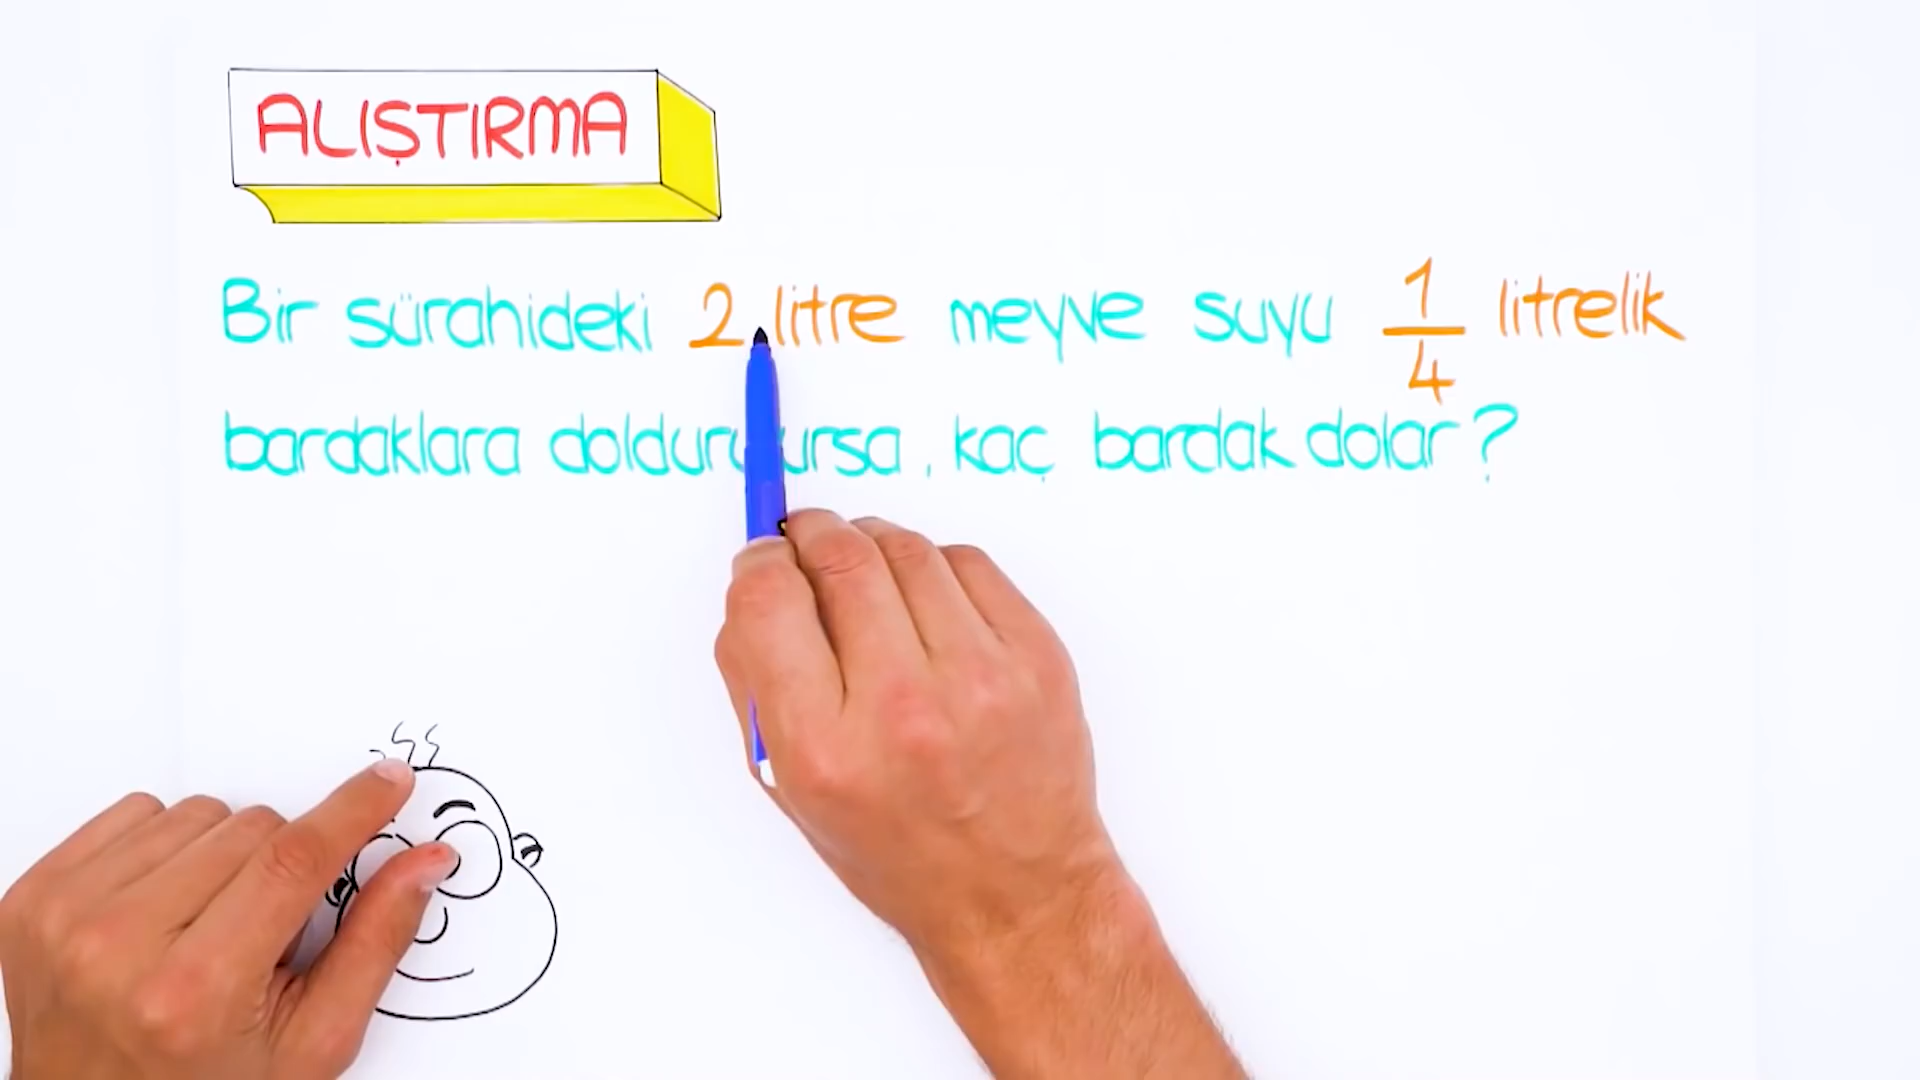 ALIŞTIRMA
Bir sürahideki 2 litre meyve suyu 1/4 litrelik
bardaklara doldurulursa, kaç bardak dolar?